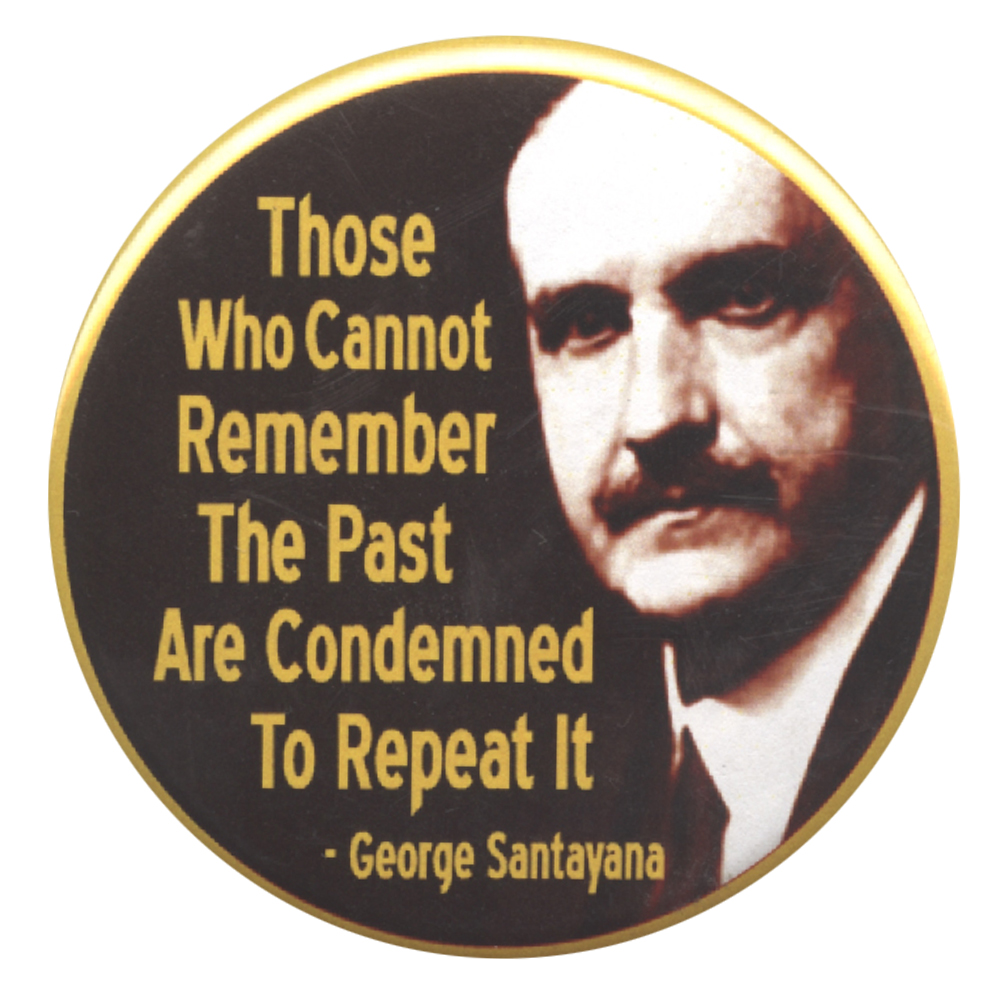 Those
Who Cannot
Remember
The Past
Are Condemned
To Repeat It
- George Santayana